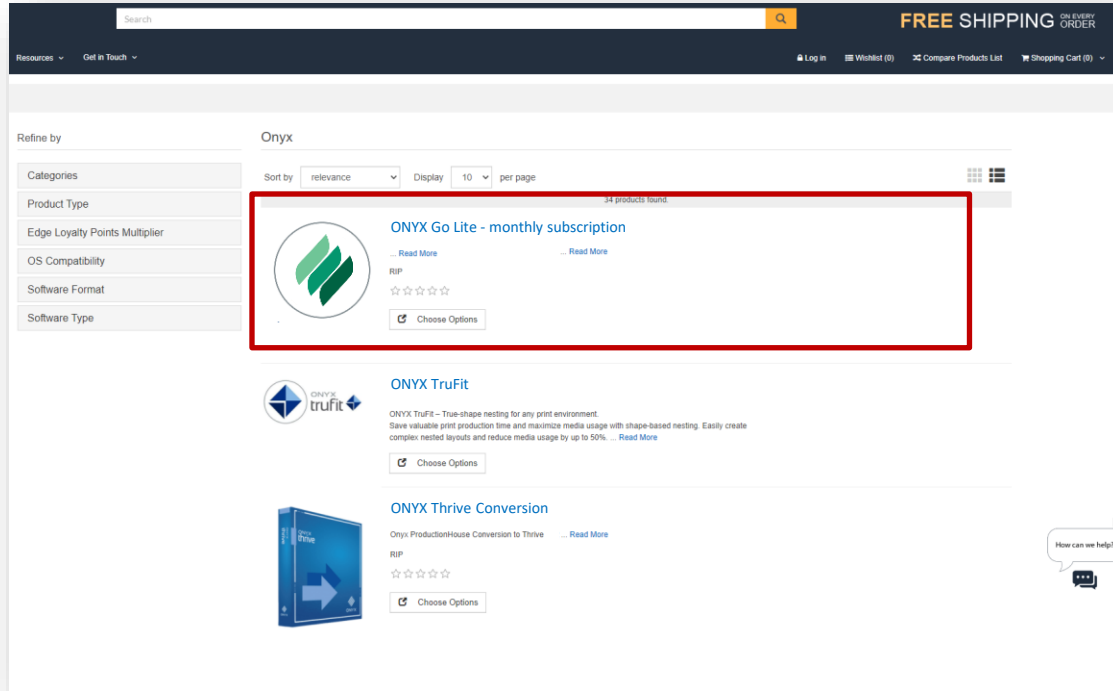 Search
FREE SHIPPING ON EVERY ORDER
Resources
Get in Touch
Log in
Wishlist (0)
Compare Products List
Shopping Cart (0)
Refine by
Onyx
Categories
Product Type
Edge Loyalty Points Multiplier
OS Compatibility
Software Format
Software Type
Sort by relevance Display 10 per page
34 products found.
ONYX Go Lite - monthly subscription
... Read More ... Read More
RIP
Choose Options
ONYX
trufit
ONYX TruFit
ONYX TruFit – True-shape nesting for any print environment.
Save valuable print production time and maximize media usage with shape-based nesting. Easily create
complex nested layouts and reduce media usage by up to 50%. ... Read More
Choose Options
ONYX Thrive Conversion
Onyx ProductionHouse Conversion to Thrive ... Read More
RIP
Choose Options
thrive
How can we help?